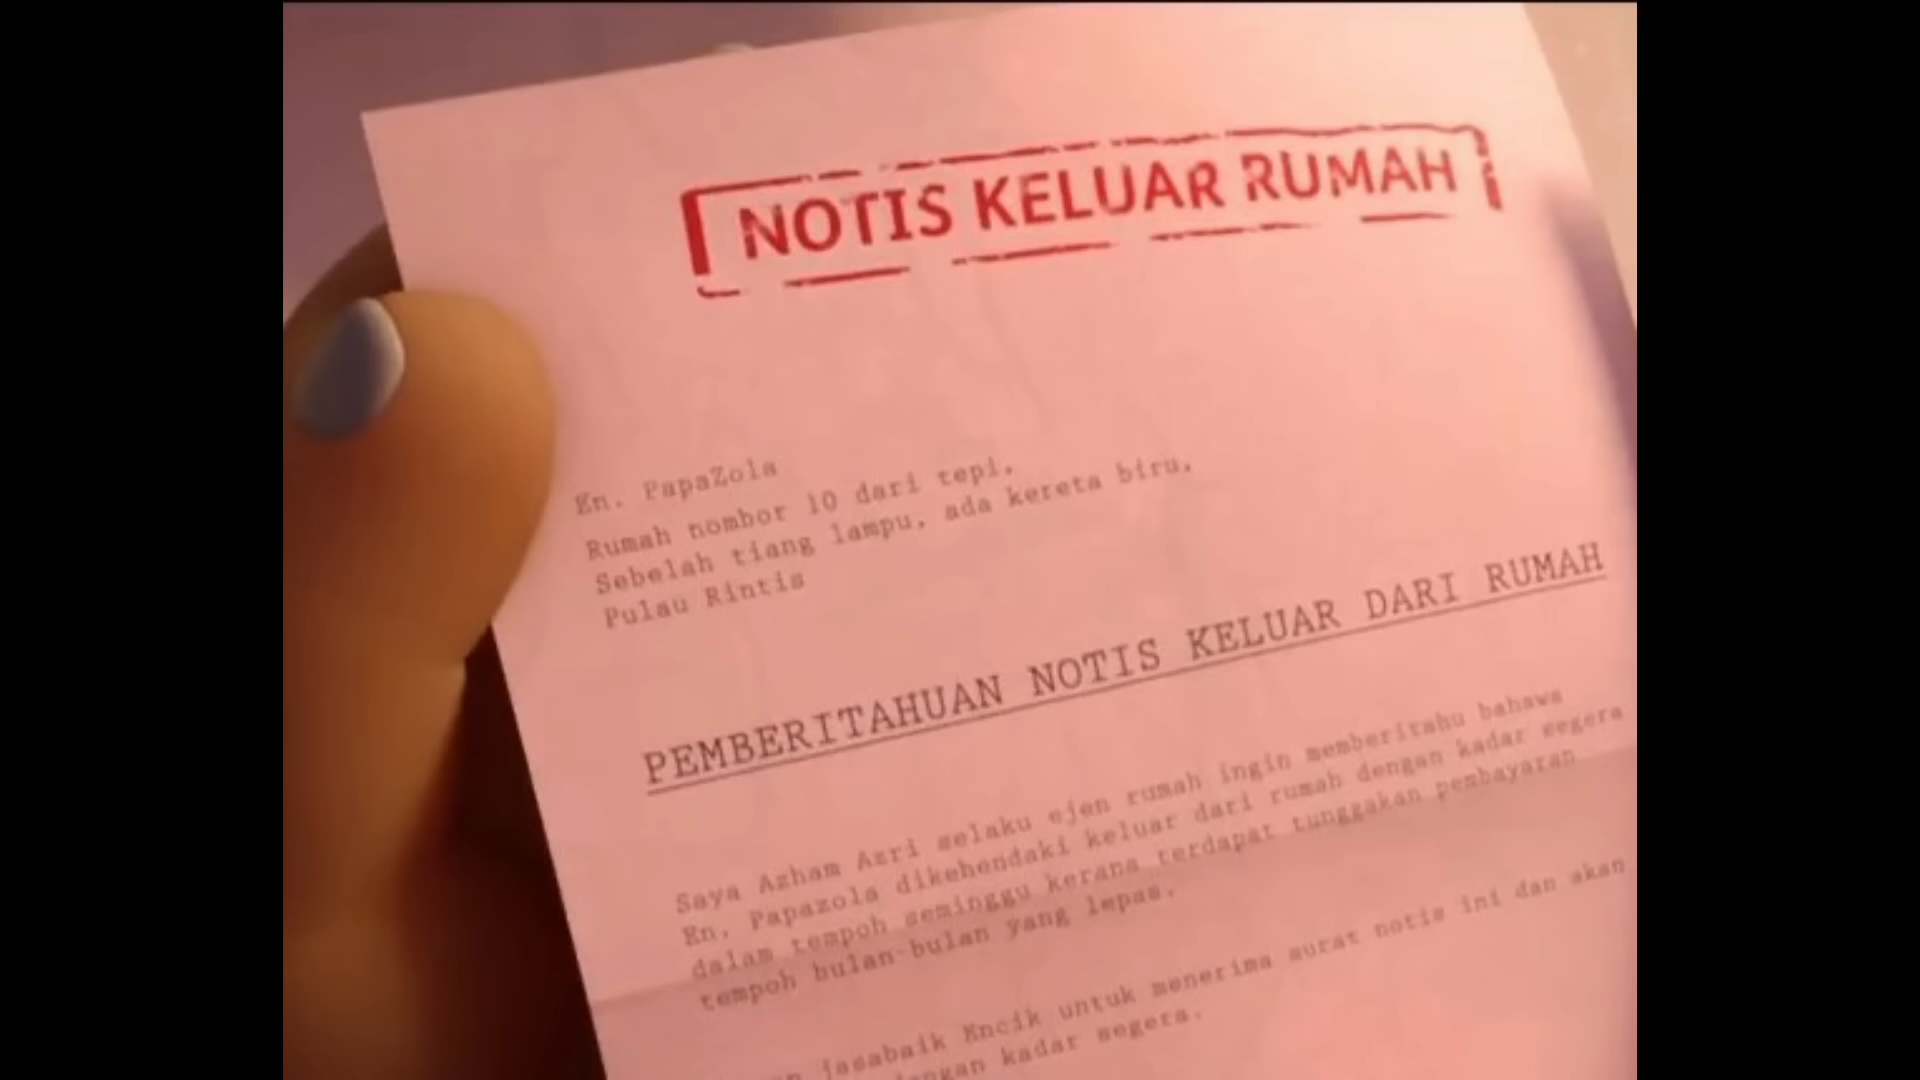 NOTIS KELUAR RUMAH
En. PapaZola
Rumah nombor 10 dari tepi,
Sebelah tiang lampu, ada kereta biru,
Pulau Rintis
PEMBERITAHUAN NOTIS KELUAR DARI RUMAH
Saya Azham Azri selaku ejen rumah ingin memberitahu bahawa
En. Papazola dikehendaki keluar dari rumah dengan kadar segera
dalam tempoh seminggu kerana terdapat tunggakan pembayaran
tempoh bulan-bulan yang lepas.
jasabaik Encik untuk menerima surat notis ini dan akan
kadar segera.